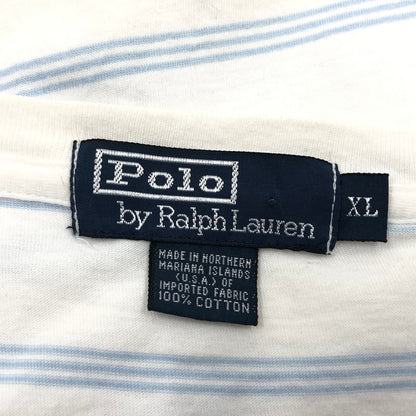 Polo
by Ralph Lauren
XL
MADE IN NORTHERN
MARIANA ISLANDS
(U.S.A.) OF
IMPORTED FABRIC
100% COTTON